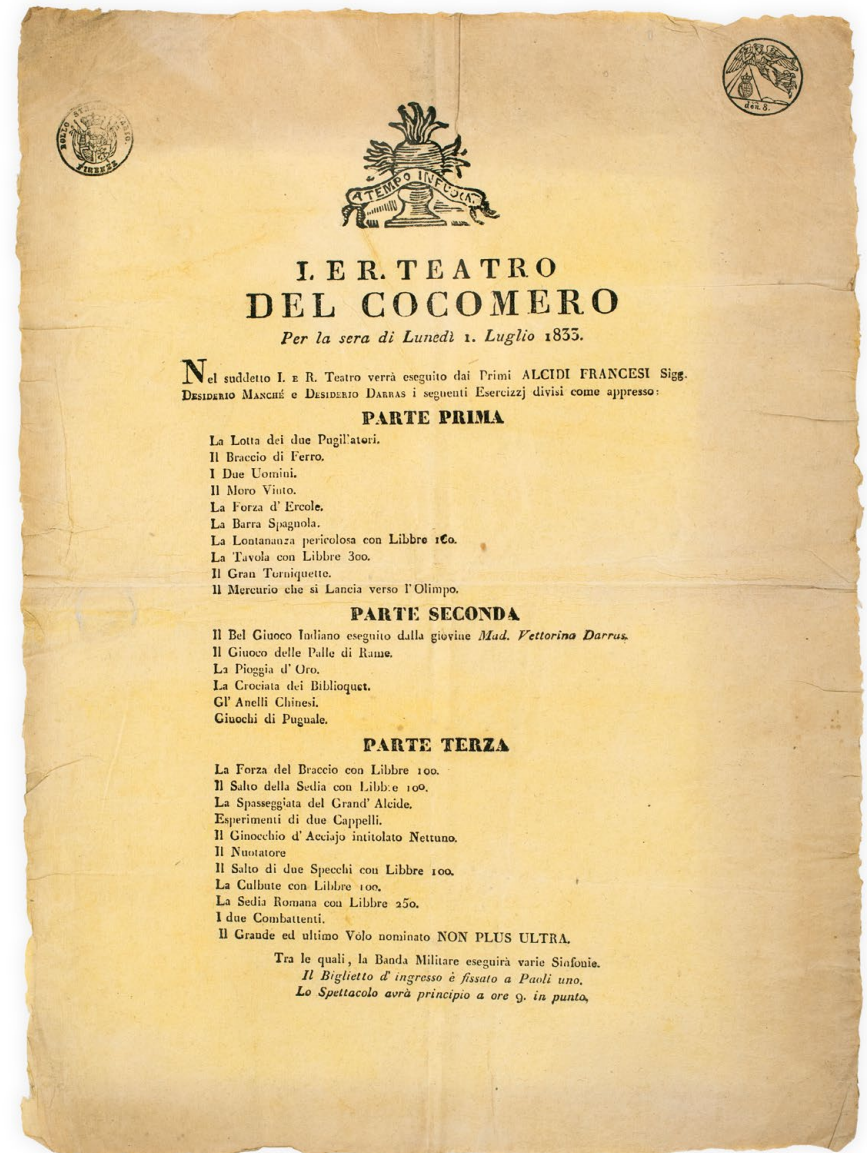 BOLLO STRAORDINARIO
FIRENZE
den. 8.
A TEMPO INFUOCA.
I. E R. TEATRO
DEL COCOMERO
Per la sera di Lunedì 1. Luglio 1833.
Nel suddetto I. E R. Teatro verrà eseguito dai Primi ALCIDI FRANCESI Sigg.
DESIDERIO MANCHÉ e DESIDERIO DARRAS i seguenti Esercizzj divisi come appresso:
PARTE PRIMA
La Lotta dei due Pugillatori.
Il Braccio di Ferro.
I Due Uomini.
Il Moro Vinto.
La Forza d' Ercole.
La Barra Spagnola.
La Lontananza pericolosa con Libbre 160.
La Tavola con Libbre 300.
Il Gran Torniquette.
Il Mercurio che si Lancia verso l'Olimpo.
PARTE SECONDA
Il Bel Giuoco Indiano eseguito dalla giovine Mad. Vettorina Darras.
Il Giuoco delle Palle di Rame.
La Pioggia d' Oro.
La Crociata dei Biblioquet.
Gl' Anelli Chinesi.
Giuochi di Pugnale.
PARTE TERZA
La Forza del Braccio con Libbre 100.
Il Salto della Sedia con Libbre 100.
La Spasseggiata del Grand' Alcide.
Esperimenti di due Cappelli.
Il Ginocchio d' Acciajo intitolato Nettuno.
Il Nuotatore
Il Salto di due Specchi con Libbre 100.
La Culbute con Libbre 100.
La Sedia Romana con Libbre 250.
I due Combattenti.
Il Grande ed ultimo Volo nominato NON PLUS ULTRA.
Tra le quali, la Banda Militare eseguirà varie Sinfonie.
Il Biglietto d' ingresso è fissato a Paoli uno.
Lo Spettacolo avrà principio a ore 9. in punto.